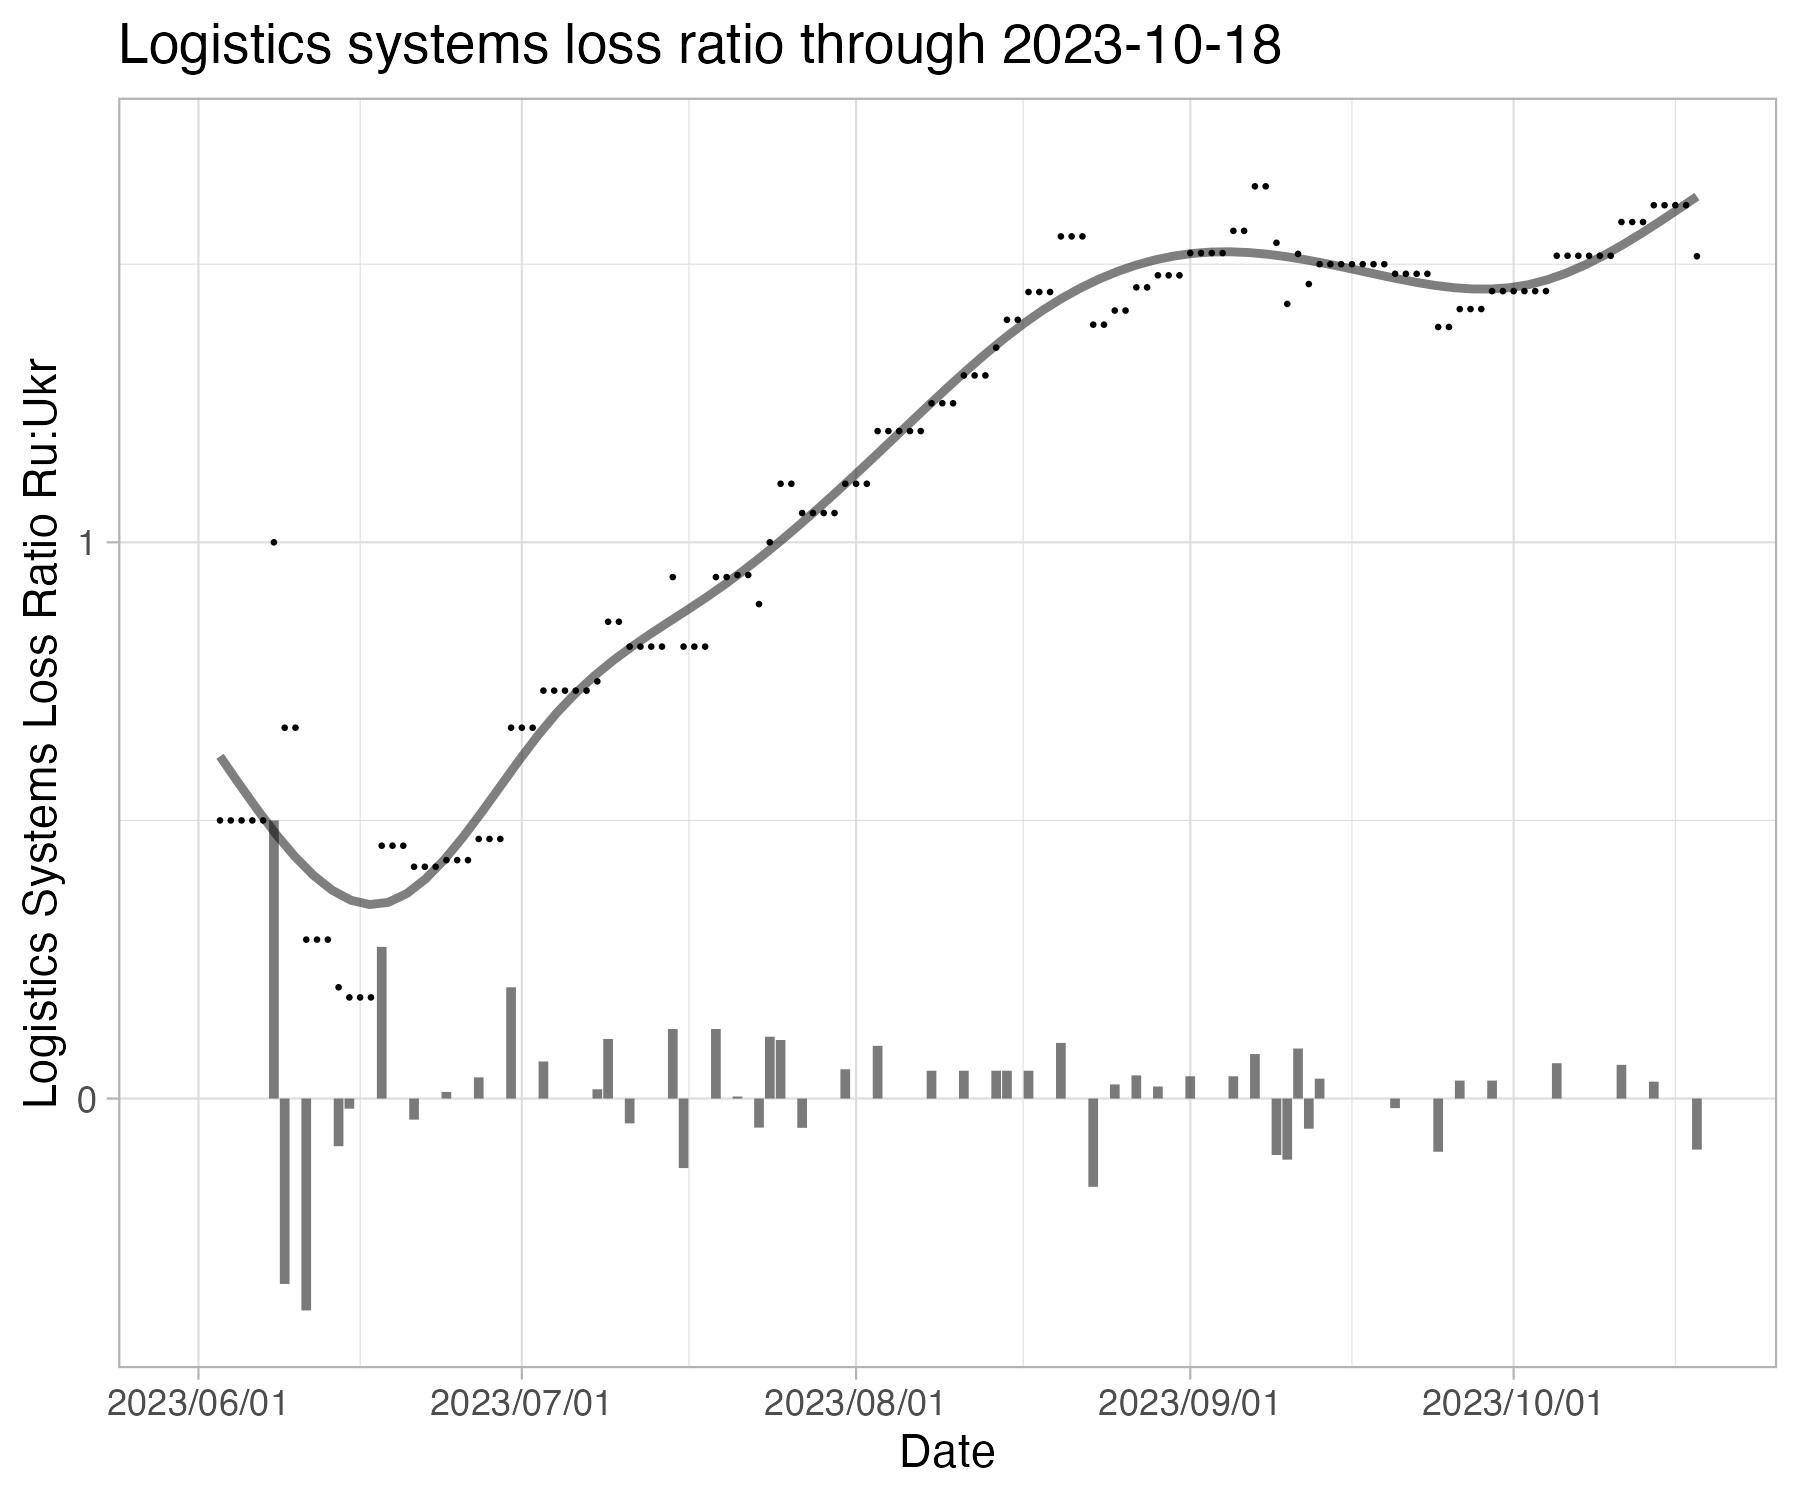 Logistics systems loss ratio through 2023-10-18
Logistics Systems Loss Ratio Ru:Ukr
1
0
2023/06/01
2023/07/01
2023/08/01
2023/09/01
2023/10/01
Date